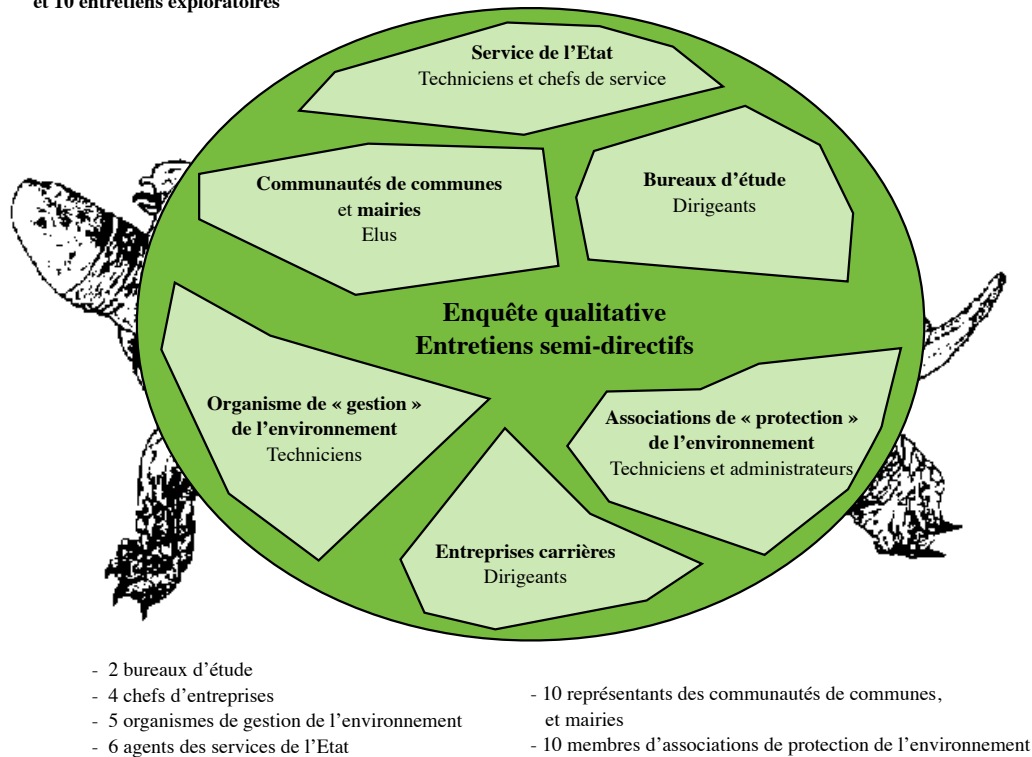 et 10 entretiens exploratoires
Service de l'Etat
Techniciens et chefs de service
Communautés de communes
et mairies
Elus
Bureaux d'étude
Dirigeants
Enquête qualitative
Entretiens semi-directifs
Organisme de « gestion »
de l'environnement
Techniciens
Associations de « protection »
de l'environnement
Techniciens et administrateurs
Entreprises carrières
Dirigeants
- 2 bureaux d'étude
- 4 chefs d'entreprises
- 5 organismes de gestion de l'environnement
- 6 agents des services de l'Etat
- 10 représentants des communautés de communes,
et mairies
- 10 membres d'associations de protection de l'environnement